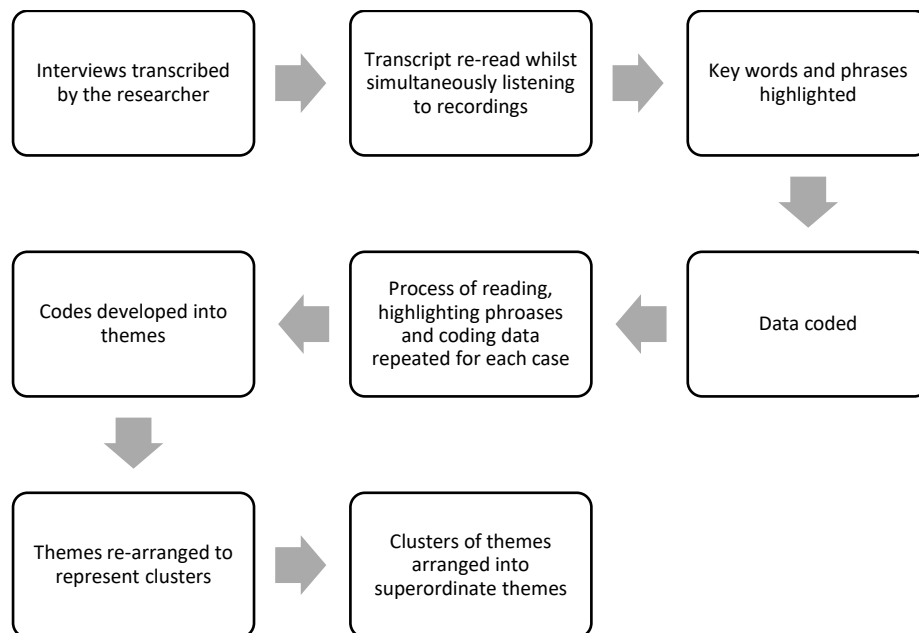 Interviews transcribed
by the researcher
Transcript re-read whilst
simultaneously listening
to recordings
Key words and phrases
highlighted
Data coded
Process of reading,
highlighting phroases
and coding data
repeated for each case
Codes developed into
themes
Themes re-arranged to
represent clusters
Clusters of themes
arranged into
superordinate themes